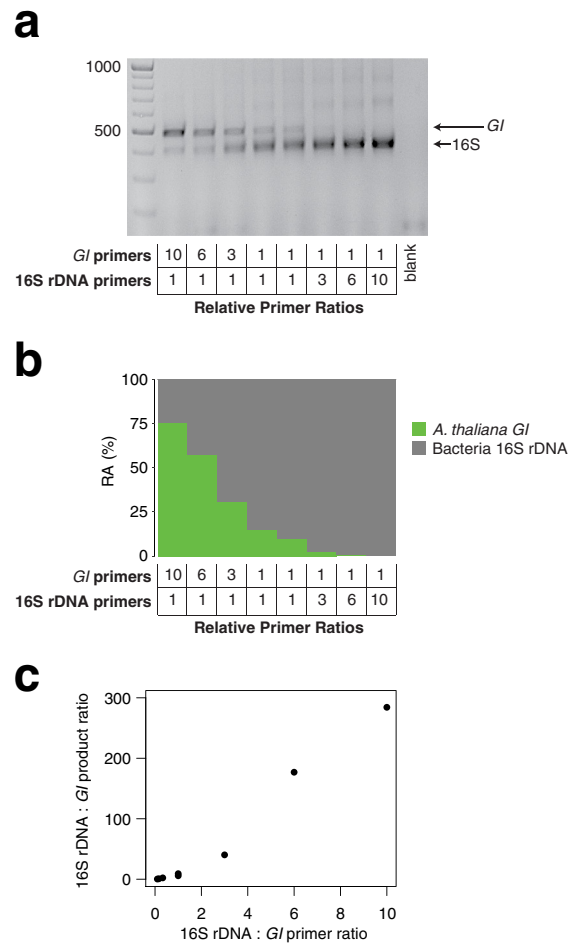 a
1000
500
GI
16S
GI primers 10 6 3 1 1 1 1 1
16S rDNA primers 1 1 1 1 1 3 6 10
blank
Relative Primer Ratios
b
100
75
50
25
0
RA (%)
A. thaliana GI
Bacteria 16S rDNA
GI primers 10 6 3 1 1 1 1 1
16S rDNA primers 1 1 1 1 1 3 6 10
Relative Primer Ratios
c
300
200
100
0
16S rDNA : GI product ratio
0 2 4 6 8 10
16S rDNA : GI primer ratio